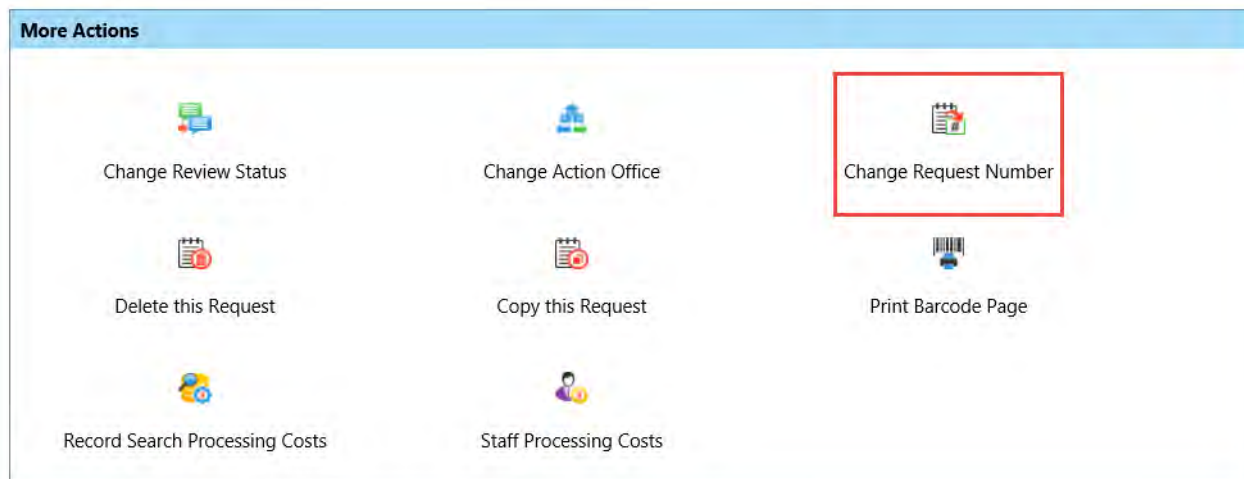 More Actions
Change Review Status
Change Action Office
Change Request Number
Delete this Request
Copy this Request
Print Barcode Page
Record Search Processing Costs
Staff Processing Costs